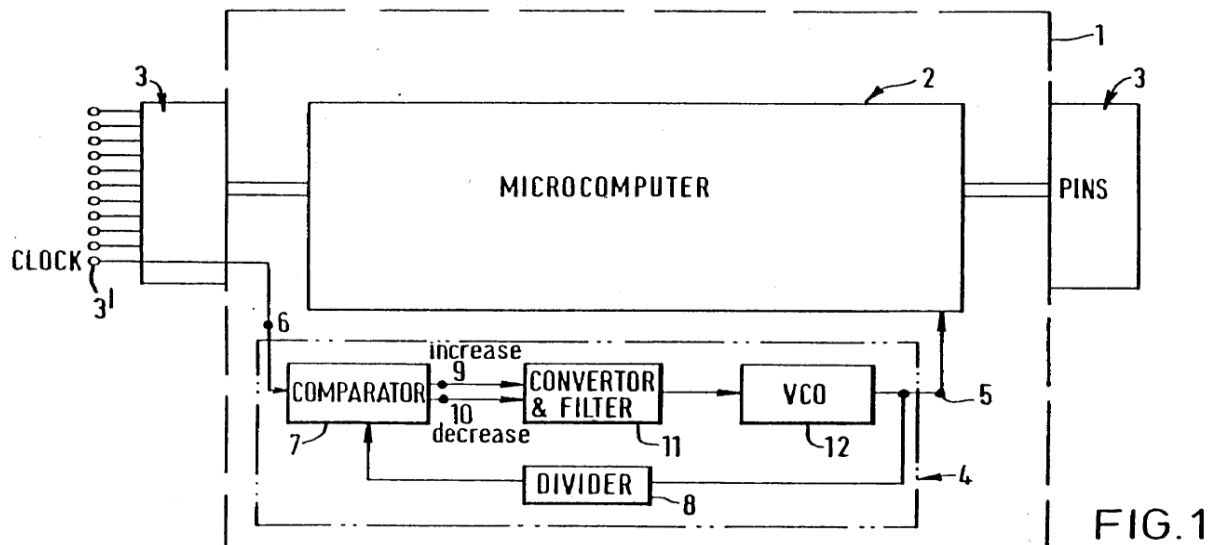 1
3
2
3
MICROCOMPUTER
PINS
CLOCK
3'
6
increase
9
COMPARATOR
CONVERTOR
& FILTER
VCO
5
10
decrease
7
11
12
DIVIDER
8
4
FIG.1